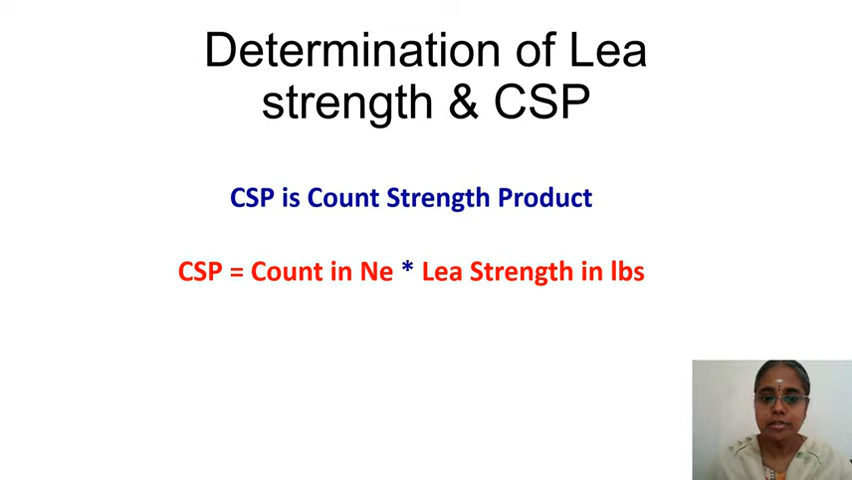 Determination of Lea
strength & CSP
CSP is Count Strength Product
CSP = Count in Ne * Lea Strength in lbs